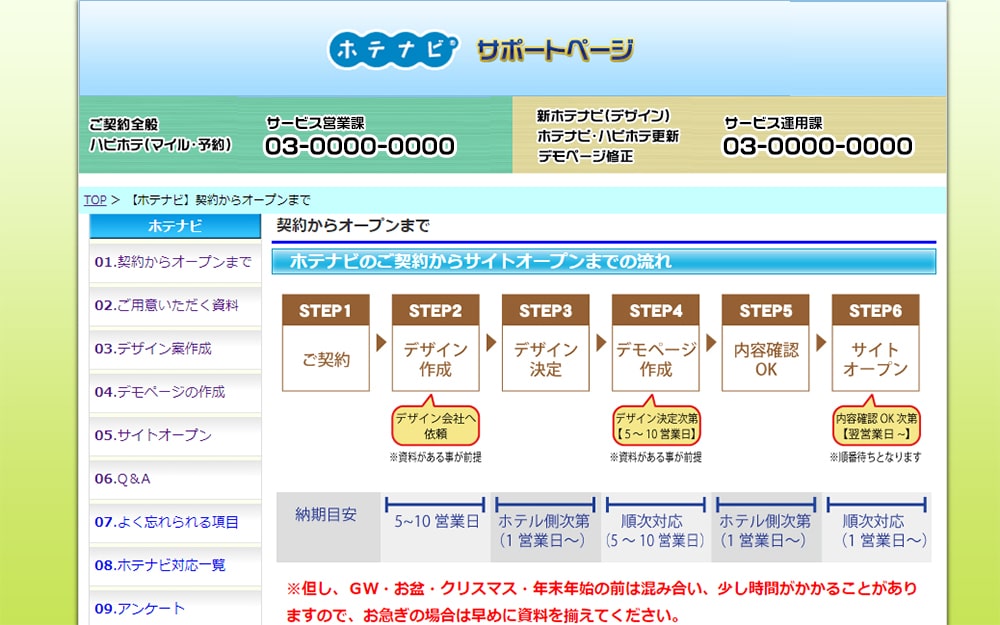 ホテナビ® サポートページ
ご契約全般
ハピホテ(マイル・予約)
サービス営業課
03-0000-0000
新ホテナビ(デザイン)
ホテナビ・ハピホテ更新
デモページ修正
サービス運用課
03-0000-0000
TOP > 【ホテナビ】契約からオープンまで
ホテナビ
01.契約からオープンまで
02.ご用意いただく資料
03.デザイン案作成
04.デモページの作成
05.サイトオープン
06.Q&A
07.よく忘れられる項目
08.ホテナビ対応一覧
09.アンケート
契約からオープンまで
ホテナビのご契約からサイトオープンまでの流れ
STEP1
ご契約
STEP2
デザイン
作成
STEP3
デザイン
決定
STEP4
デモページ
作成
STEP5
内容確認
OK
STEP6
サイト
オープン
デザイン会社へ
依頼
※資料がある事が前提
デザイン決定次第
【5～10営業日】
※資料がある事が前提
内容確認OK次第
【翌営業日~】
※順番待ちとなります
納期目安
5~10営業日
ホテル側次第
（1営業日～）
順次対応
（5～10営業日）
ホテル側次第
（1営業日～）
順次対応
（1営業日～）
※但し、GW・お盆・クリスマス・年末年始の前は混み合い、少し時間がかかることがあり
ますので、お急ぎの場合は早めに資料を揃えてください。